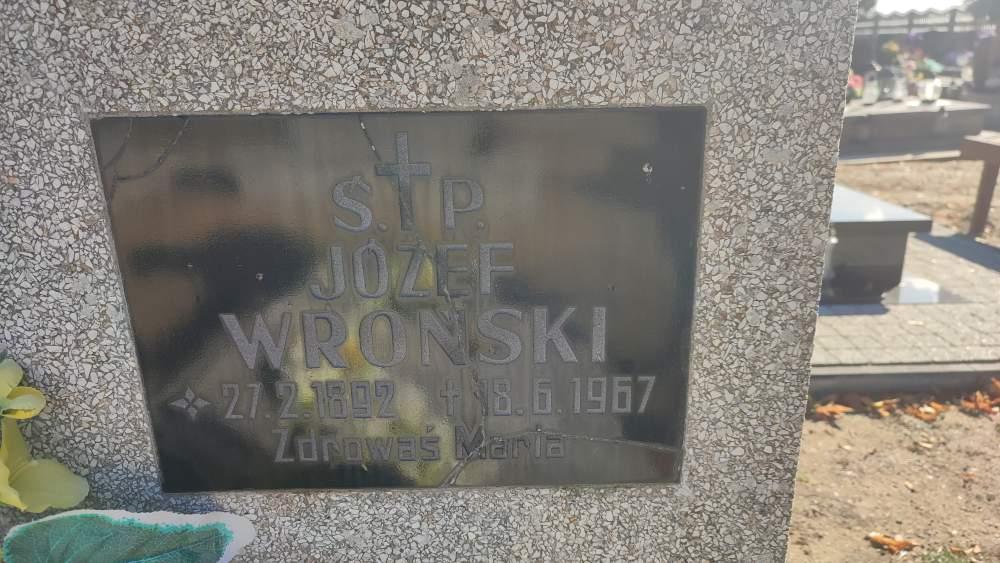 Ś.†P.
JÓZEF
WROŃSKI
27.2.1892 †18.6.1967
Zdrowaś Maria